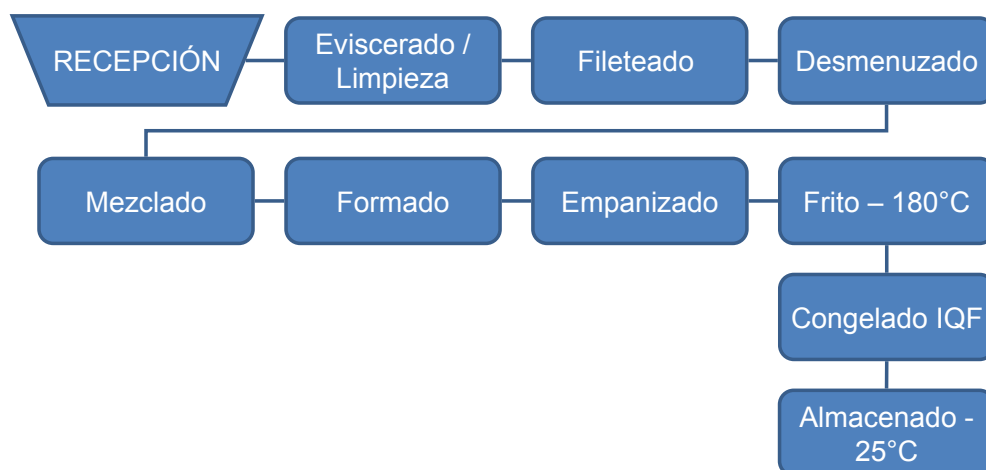 RECEPCIÓN
Eviscerado /
Limpieza
Fileteado
Desmenuzado
Mezclado
Formado
Empanizado
Frito – 180°C
Congelado IQF
Almacenado -
25°C